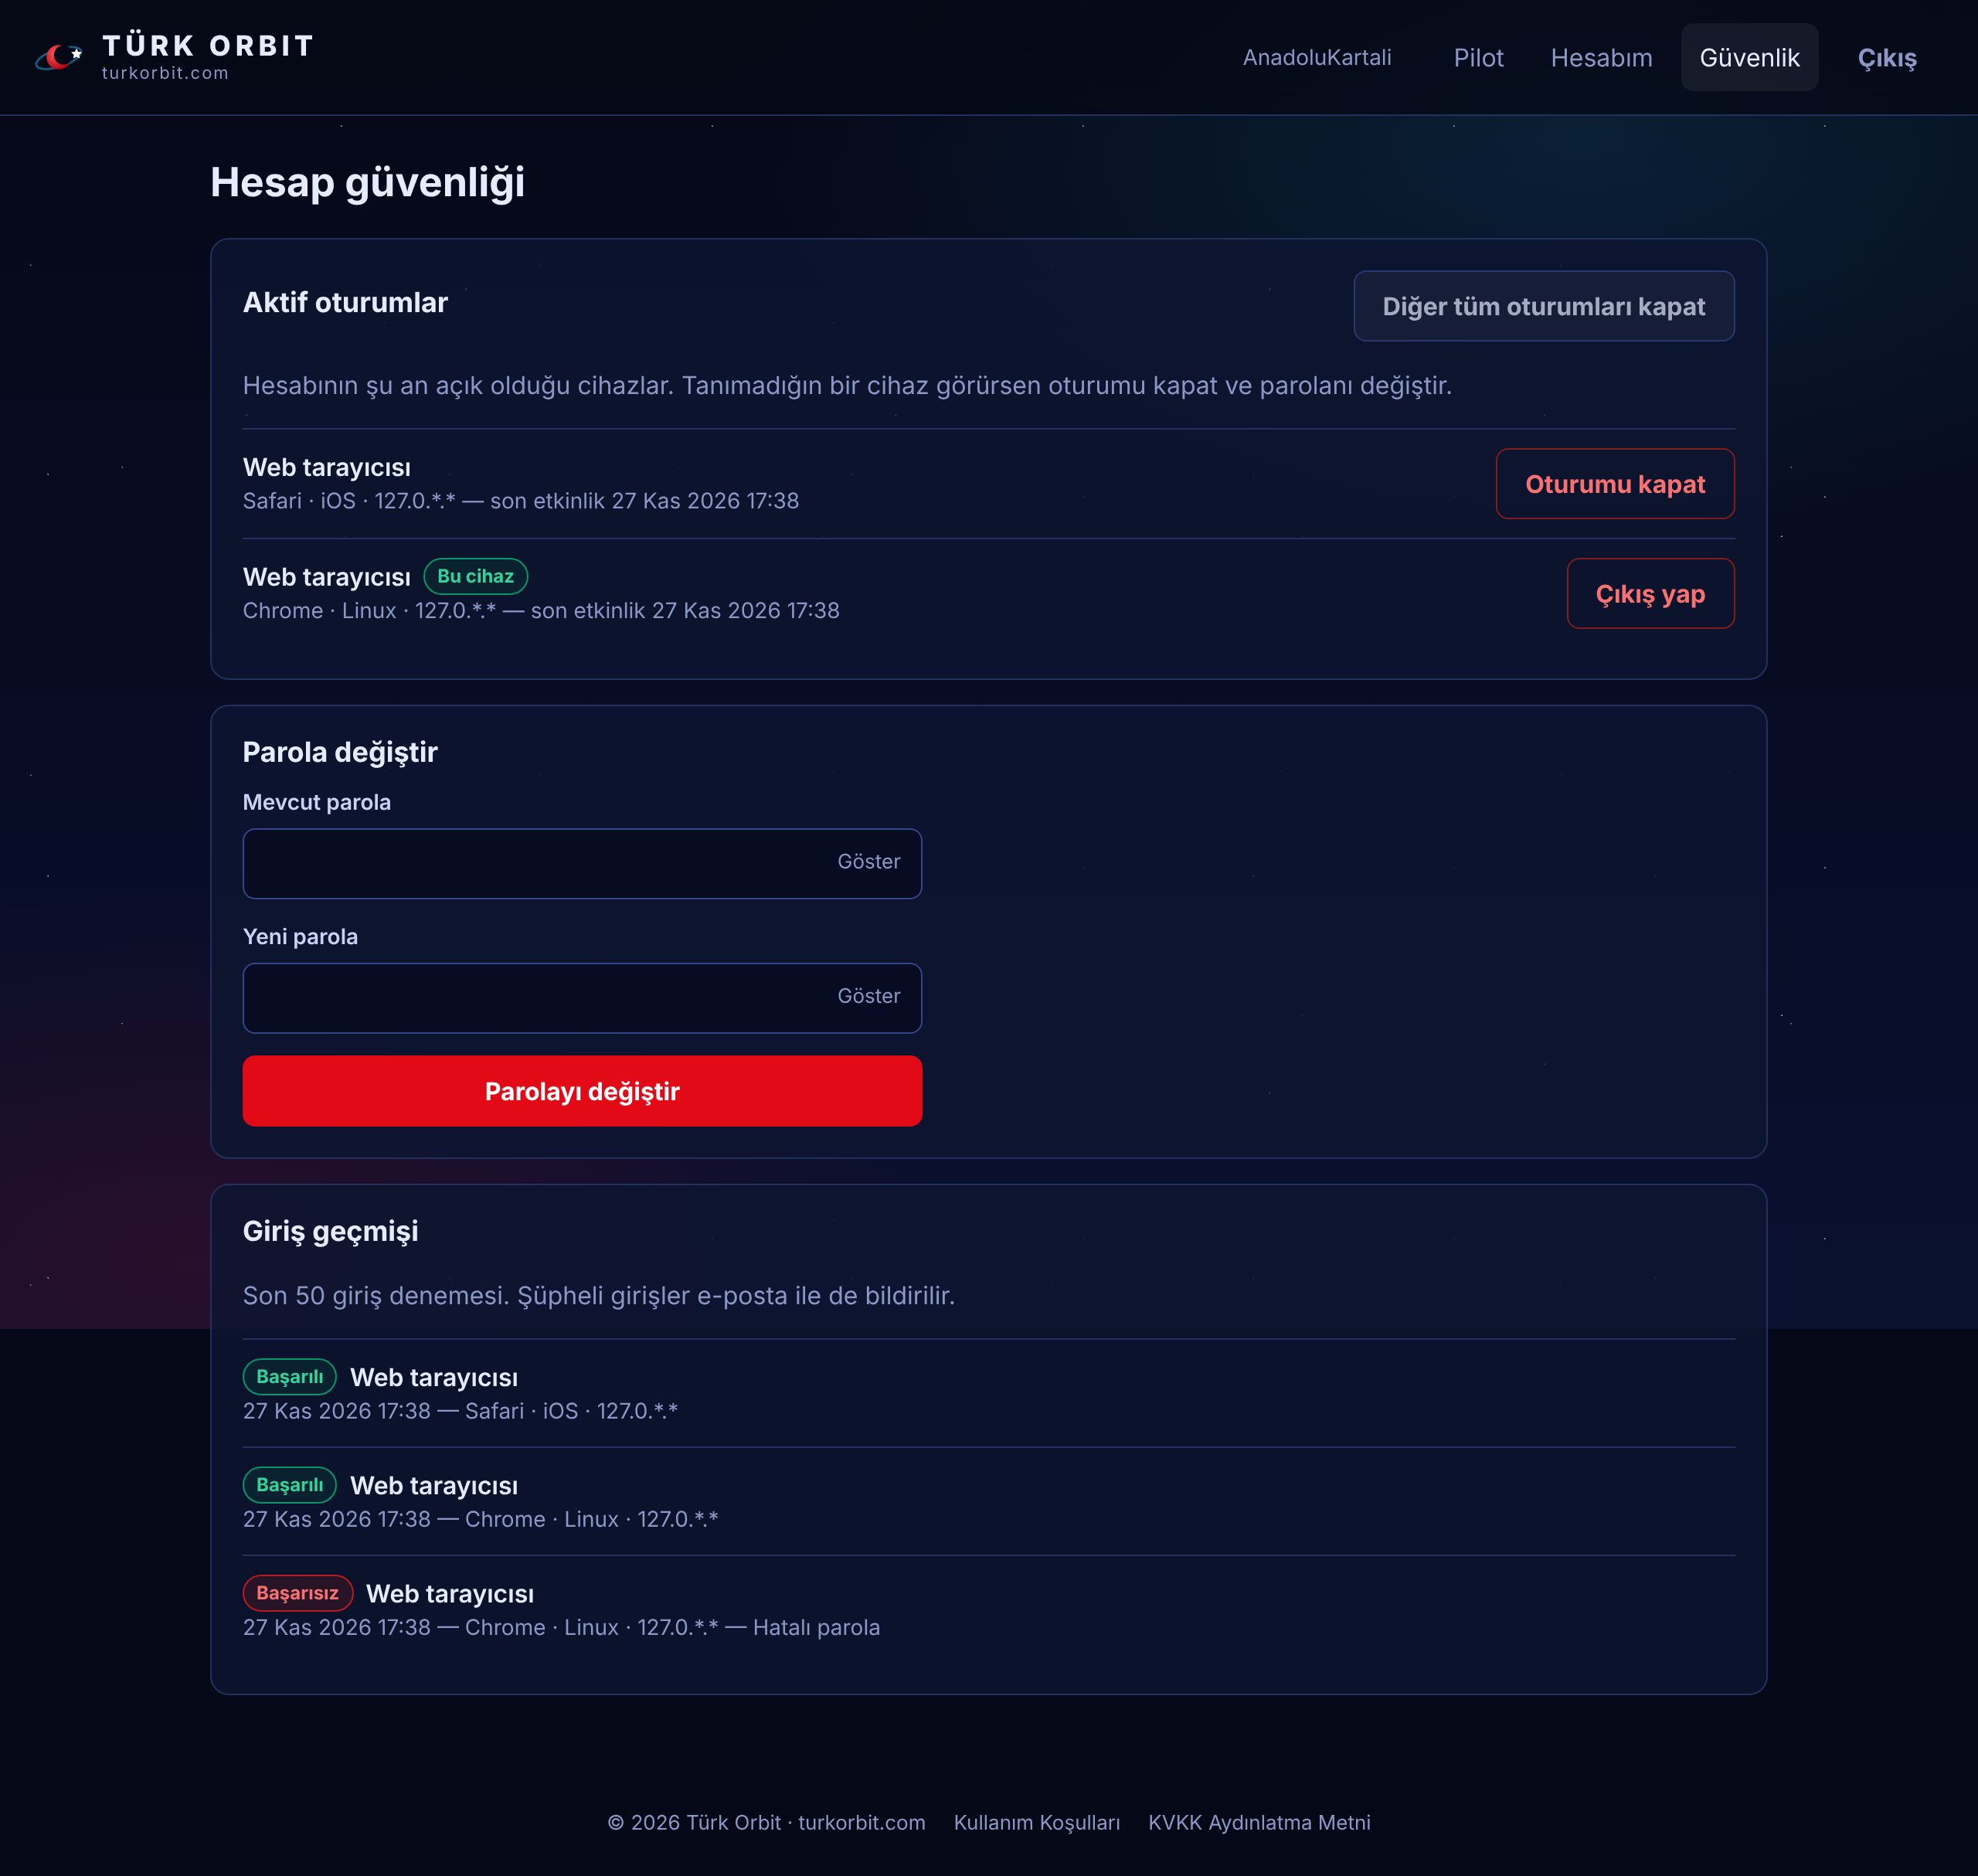 TÜRK ORBIT
turkorbit.com
AnadoluKartali
Pilot
Hesabım
Güvenlik
Çıkış
Hesap güvenliği
Aktif oturumlar
Diğer tüm oturumları kapat
Hesabının şu an açık olduğu cihazlar. Tanımadığın bir cihaz görürsen oturumu kapat ve parolanı değiştir.
Web tarayıcısı
Safari · iOS · 127.0.*.* — son etkinlik 27 Kas 2026 17:38
Oturumu kapat
Web tarayıcısı Bu cihaz
Chrome · Linux · 127.0.*.* — son etkinlik 27 Kas 2026 17:38
Çıkış yap
Parola değiştir
Mevcut parola
Göster
Yeni parola
Göster
Parolayı değiştir
Giriş geçmişi
Son 50 giriş denemesi. Şüpheli girişler e-posta ile de bildirilir.
Başarılı Web tarayıcısı
27 Kas 2026 17:38 — Safari · iOS · 127.0.*.*
Başarılı Web tarayıcısı
27 Kas 2026 17:38 — Chrome · Linux · 127.0.*.*
Başarısız Web tarayıcısı
27 Kas 2026 17:38 — Chrome · Linux · 127.0.*.* — Hatalı parola
© 2026 Türk Orbit · turkorbit.com Kullanım Koşulları KVKK Aydınlatma Metni